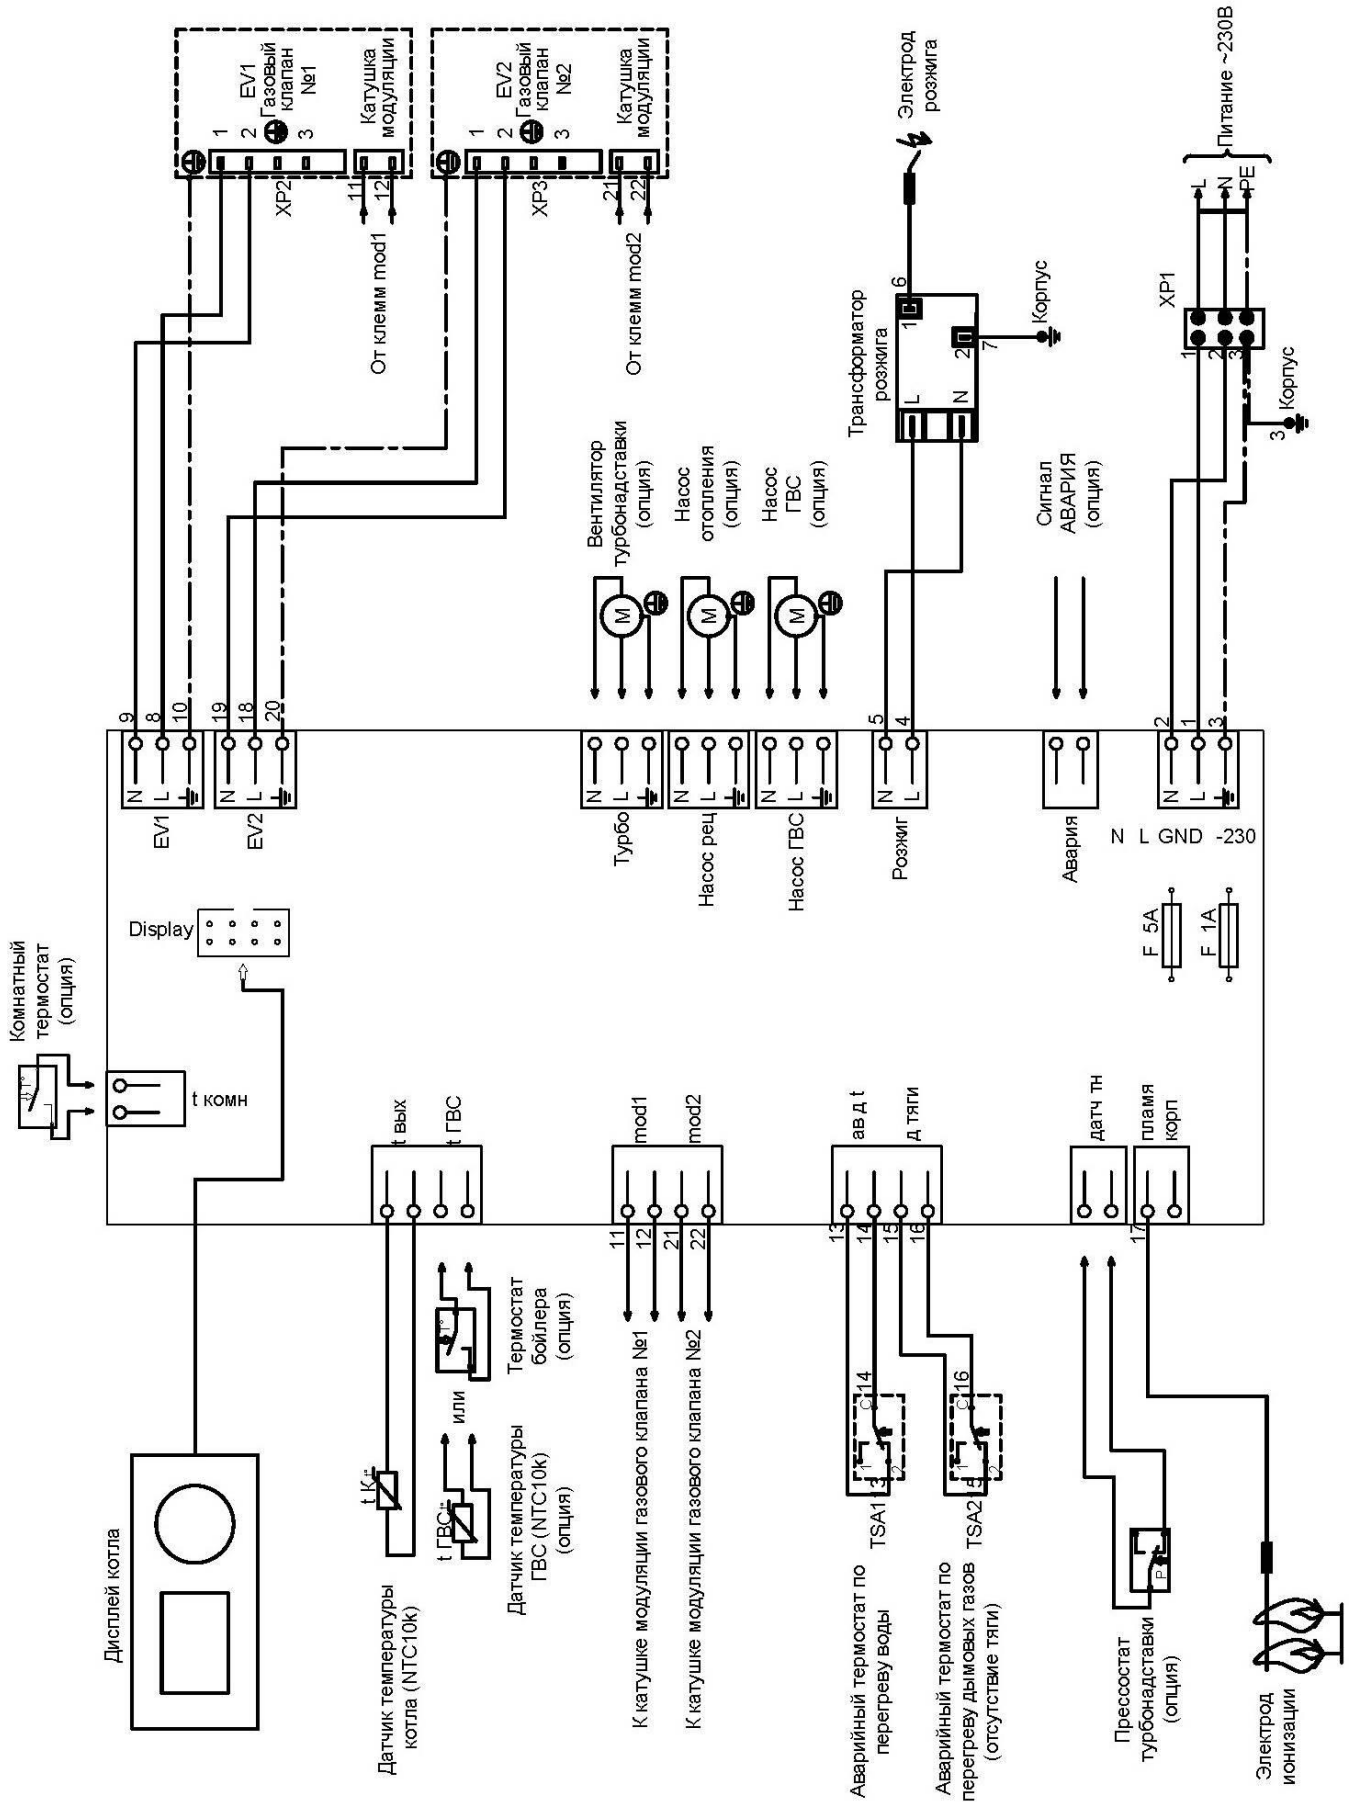 EV1
Газовый
клапан
№1
1
2
3
Катушка
модуляции
11
12
XP2
От клемм mod1
EV2
Газовый
клапан
№2
1
2
3
Катушка
модуляции
21
22
XP3
От клемм mod2
Электрод
розжига
Трансформатор
розжига
6
1
2
7
L
N
Корпус
Питание ~230В
L
N
PE
XP1
1
2
3
3
Корпус
Вентилятор
турбонадставки
(опция)
M
Насос
отопления
(опция)
M
Насос
ГВС
(опция)
M
Сигнал
АВАРИЯ
(опция)
9
8
10
N
L
EV1
19
18
20
N
L
EV2
N
L
Турбо
N
L
Насос рец
N
L
Насос ГВС
5
4
N
L
Розжиг
Авария
2
1
3
N
L
N L GND -230
F 5A
F 1A
Display
Комнатный
термостат
(опция)
T°
t комн
t вых
t ГВС
mod1
mod2
11
12
21
22
ав д t
д тяги
13
14
15
16
датч тн
пламя
корп
17
Дисплей котла
Датчик температуры
котла (NTC10k)
t К
t°
t ГВС
t°
или
Датчик температуры
ГВС (NTC10k)
(опция)
T°
Термостат
бойлера
(опция)
К катушке модуляции газового клапана №1
К катушке модуляции газового клапана №2
Аварийный термостат по
перегреву воды
TSA1
13
14
C
1
2
Аварийный термостат по
перегреву дымовых газов
(отсутствие тяги)
TSA2
15
16
C
1
2
Прессостат
турбонадставки
(опция)
P
Электрод
ионизации